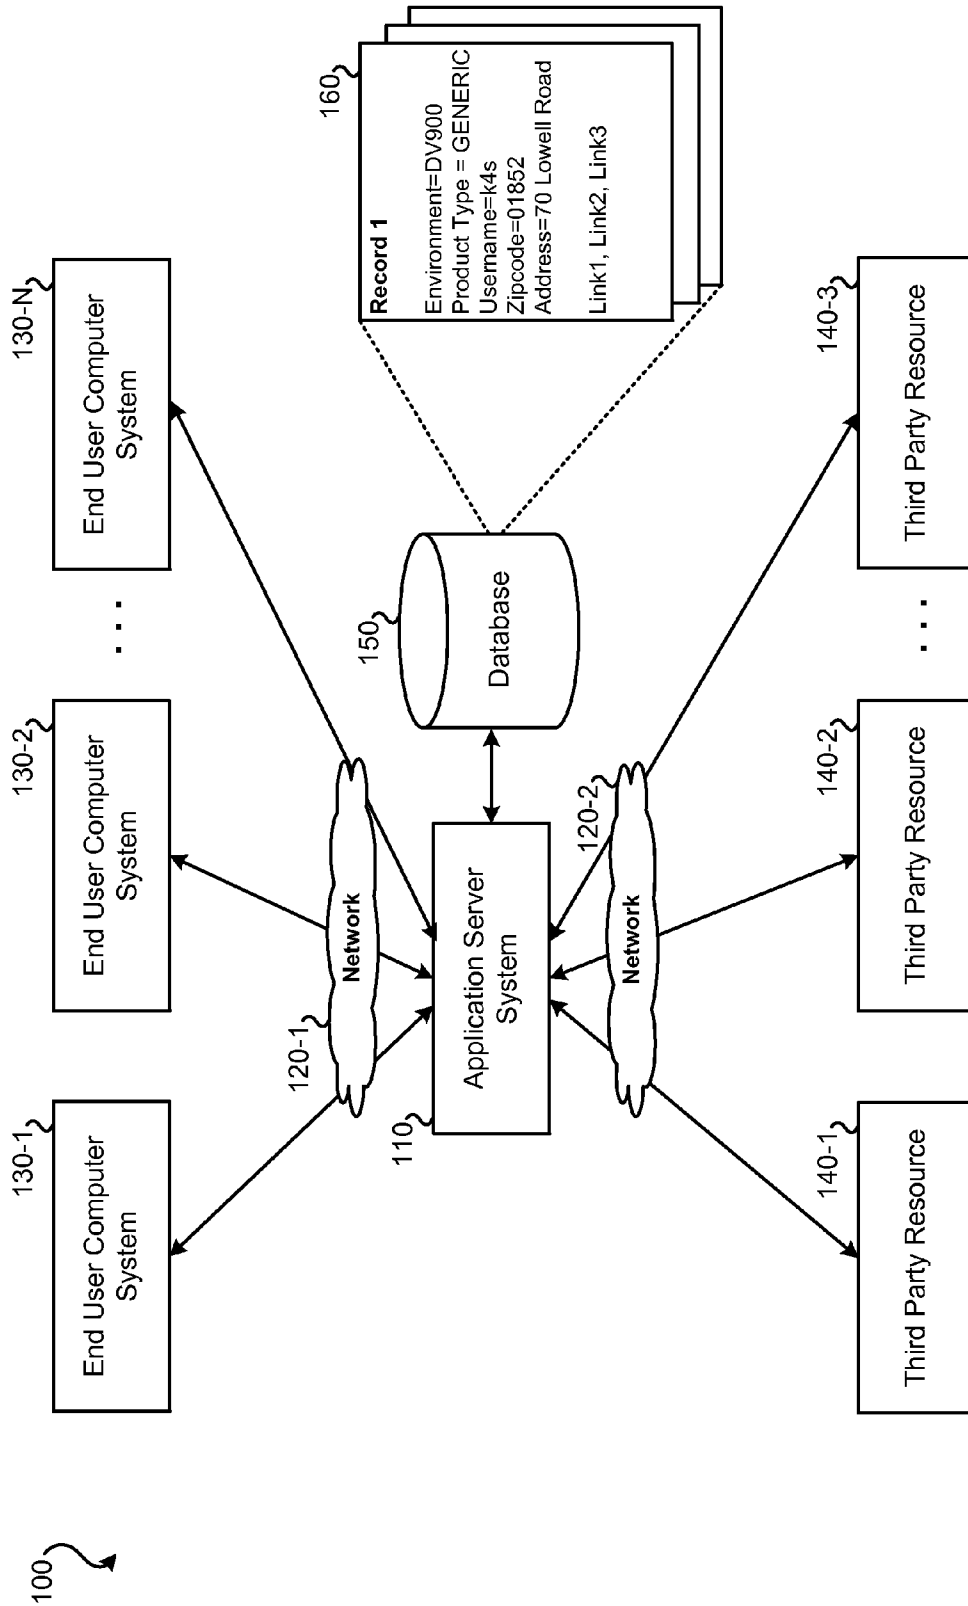 100
130-1
End User Computer
System
130-2
End User Computer
System
. . .
130-N
End User Computer
System
120-1
Network
110
Application Server
System
150
Database
160
Record 1
Environment=DV900
Product Type = GENERIC
Username=k4s
Zipcode=01852
Address=70 Lowell Road
Link1, Link2, Link3
120-2
Network
140-1
Third Party Resource
140-2
Third Party Resource
. . .
140-3
Third Party Resource